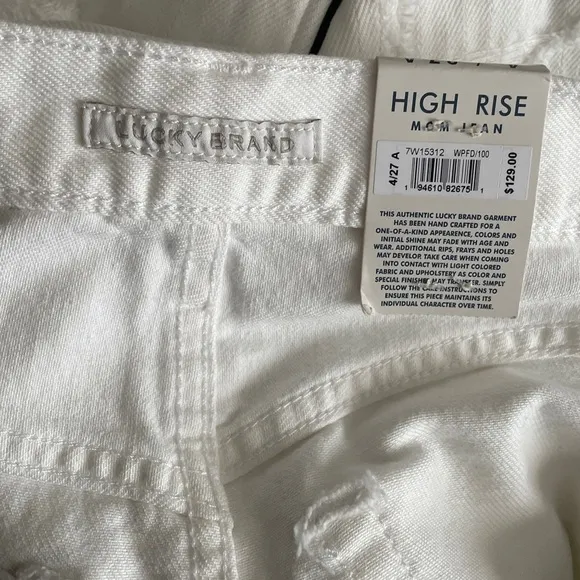 LUCKY BRAND
HIGH RISE
MOM JEAN
4/27 A
7W15312 WPFD/100
1 94610 82675 1
$129.00
THIS AUTHENTIC LUCKY BRAND GARMENT
HAS BEEN HAND CRAFTED FOR A
ONE-OF-A-KIND APPEARENCE, COLORS AND
INITIAL SHINE MAY FADE WITH AGE AND
WEAR. ADDITIONAL RIPS, FRAYS AND HOLES
MAY DEVELOP TAKE CARE WHEN COMING
INTO CONTACT WITH LIGHT COLORED
FABRIC AND UPHOLSTERY AS COLOR AND
SPECIAL FINISHES MAY TRANSFER. SIMPLY
FOLLOW THE CARE INSTRUCTIONS TO
ENSURE THIS PIECE MAINTAINS ITS
INDIVIDUAL CHARACTER OVER TIME.